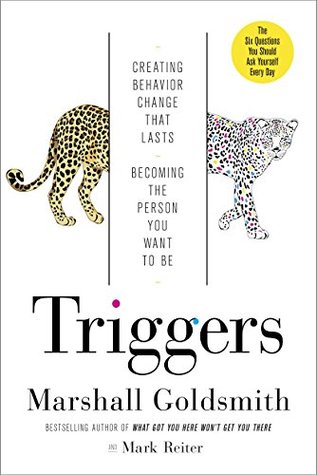 The
Six Questions
You Should
Ask Yourself
Every Day
CREATING
BEHAVIOR
CHANGE
THAT
LASTS
BECOMING
THE
PERSON
YOU
WANT
TO BE
Triggers
Marshall Goldsmith
BESTSELLING AUTHOR OF WHAT GOT YOU HERE WON'T GET YOU THERE
AND Mark Reiter